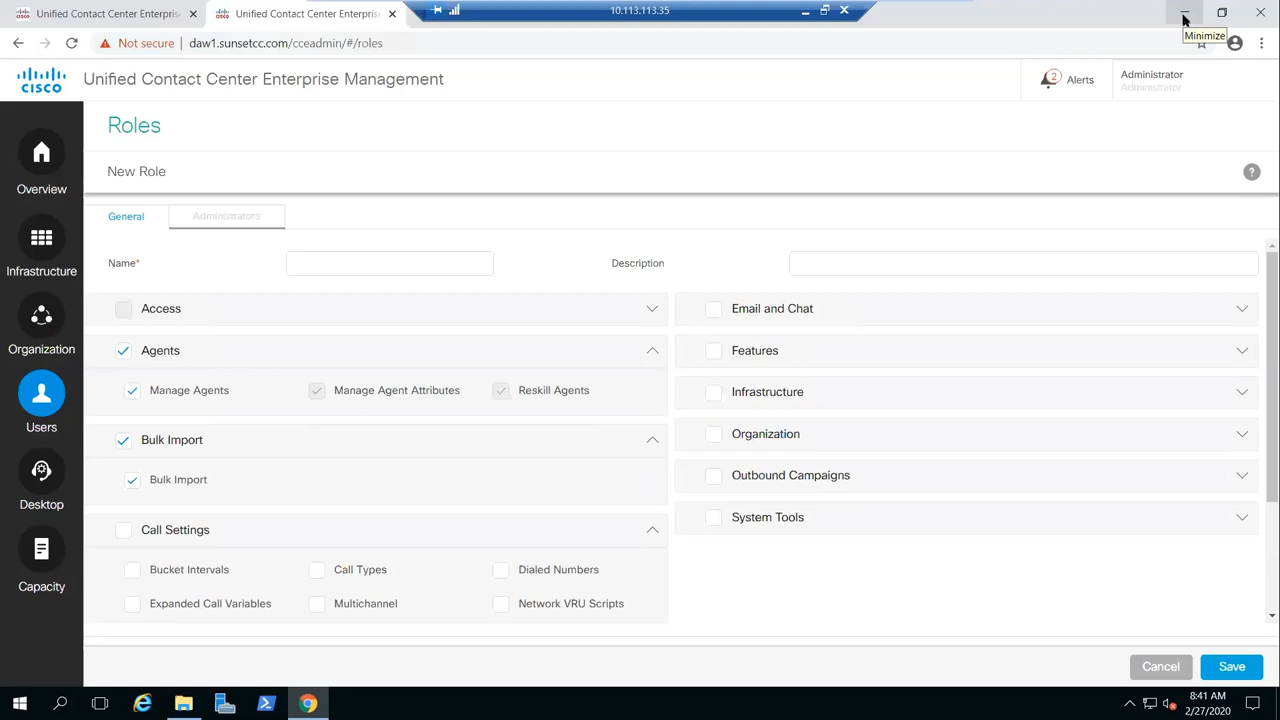 Unified Contact Center Enterprise
Unified Contact Center Enterprise
10.113.113.35
Not secure
daw1.sunsetcc.com/cceadmin/#/roles
Minimize
cisco
Unified Contact Center Enterprise Management
2
Alerts
Administrator
Administrator
Overview
Infrastructure
Organization
Users
Desktop
Capacity
Roles
New Role
?
General
Administrators
Name*
Description
Access
Agents
Manage Agents
Manage Agent Attributes
Reskill Agents
Bulk Import
Bulk Import
Call Settings
Bucket Intervals
Call Types
Dialed Numbers
Expanded Call Variables
Multichannel
Network VRU Scripts
Email and Chat
Features
Infrastructure
Organization
Outbound Campaigns
System Tools
Cancel
Save
8:41 AM
2/27/2020